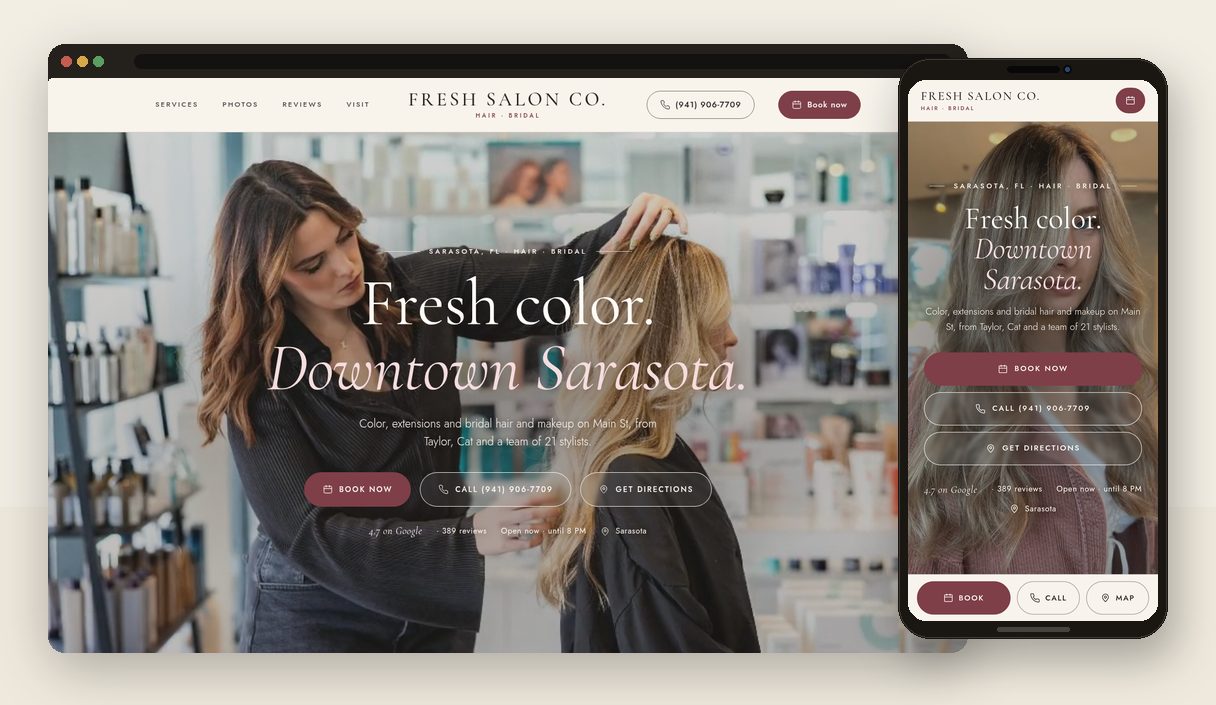 SERVICES PHOTOS REVIEWS VISIT
FRESH SALON CO.
HAIR · BRIDAL
(941) 906-7709
Book now
SARASOTA, FL · HAIR · BRIDAL
Fresh color.
Downtown Sarasota.
Color, extensions and bridal hair and makeup on Main St, from
Taylor, Cat and a team of 21 stylists.
BOOK NOW
CALL (941) 906-7709
GET DIRECTIONS
4.7 on Google · 389 reviews Open now · until 8 PM Sarasota
FRESH SALON CO.
HAIR · BRIDAL
SARASOTA, FL · HAIR · BRIDAL
Fresh color.
Downtown
Sarasota.
Color, extensions and bridal hair and makeup on Main
St, from Taylor, Cat and a team of 21 stylists.
BOOK NOW
CALL (941) 906-7709
GET DIRECTIONS
4.7 on Google · 389 reviews Open now · until 8 PM
Sarasota
BOOK
CALL
MAP